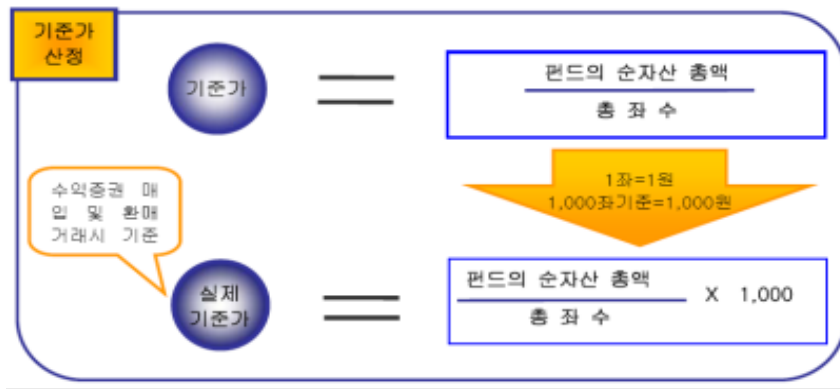 기준가
산정
기준가
펀드의 순자산 총액
총 좌 수
1좌=1원
1,000좌기준=1,000원
수익증권 매
입 및 환매
거래시 기준
실제
기준가
펀드의 순자산 총액
X 1,000
총 좌 수